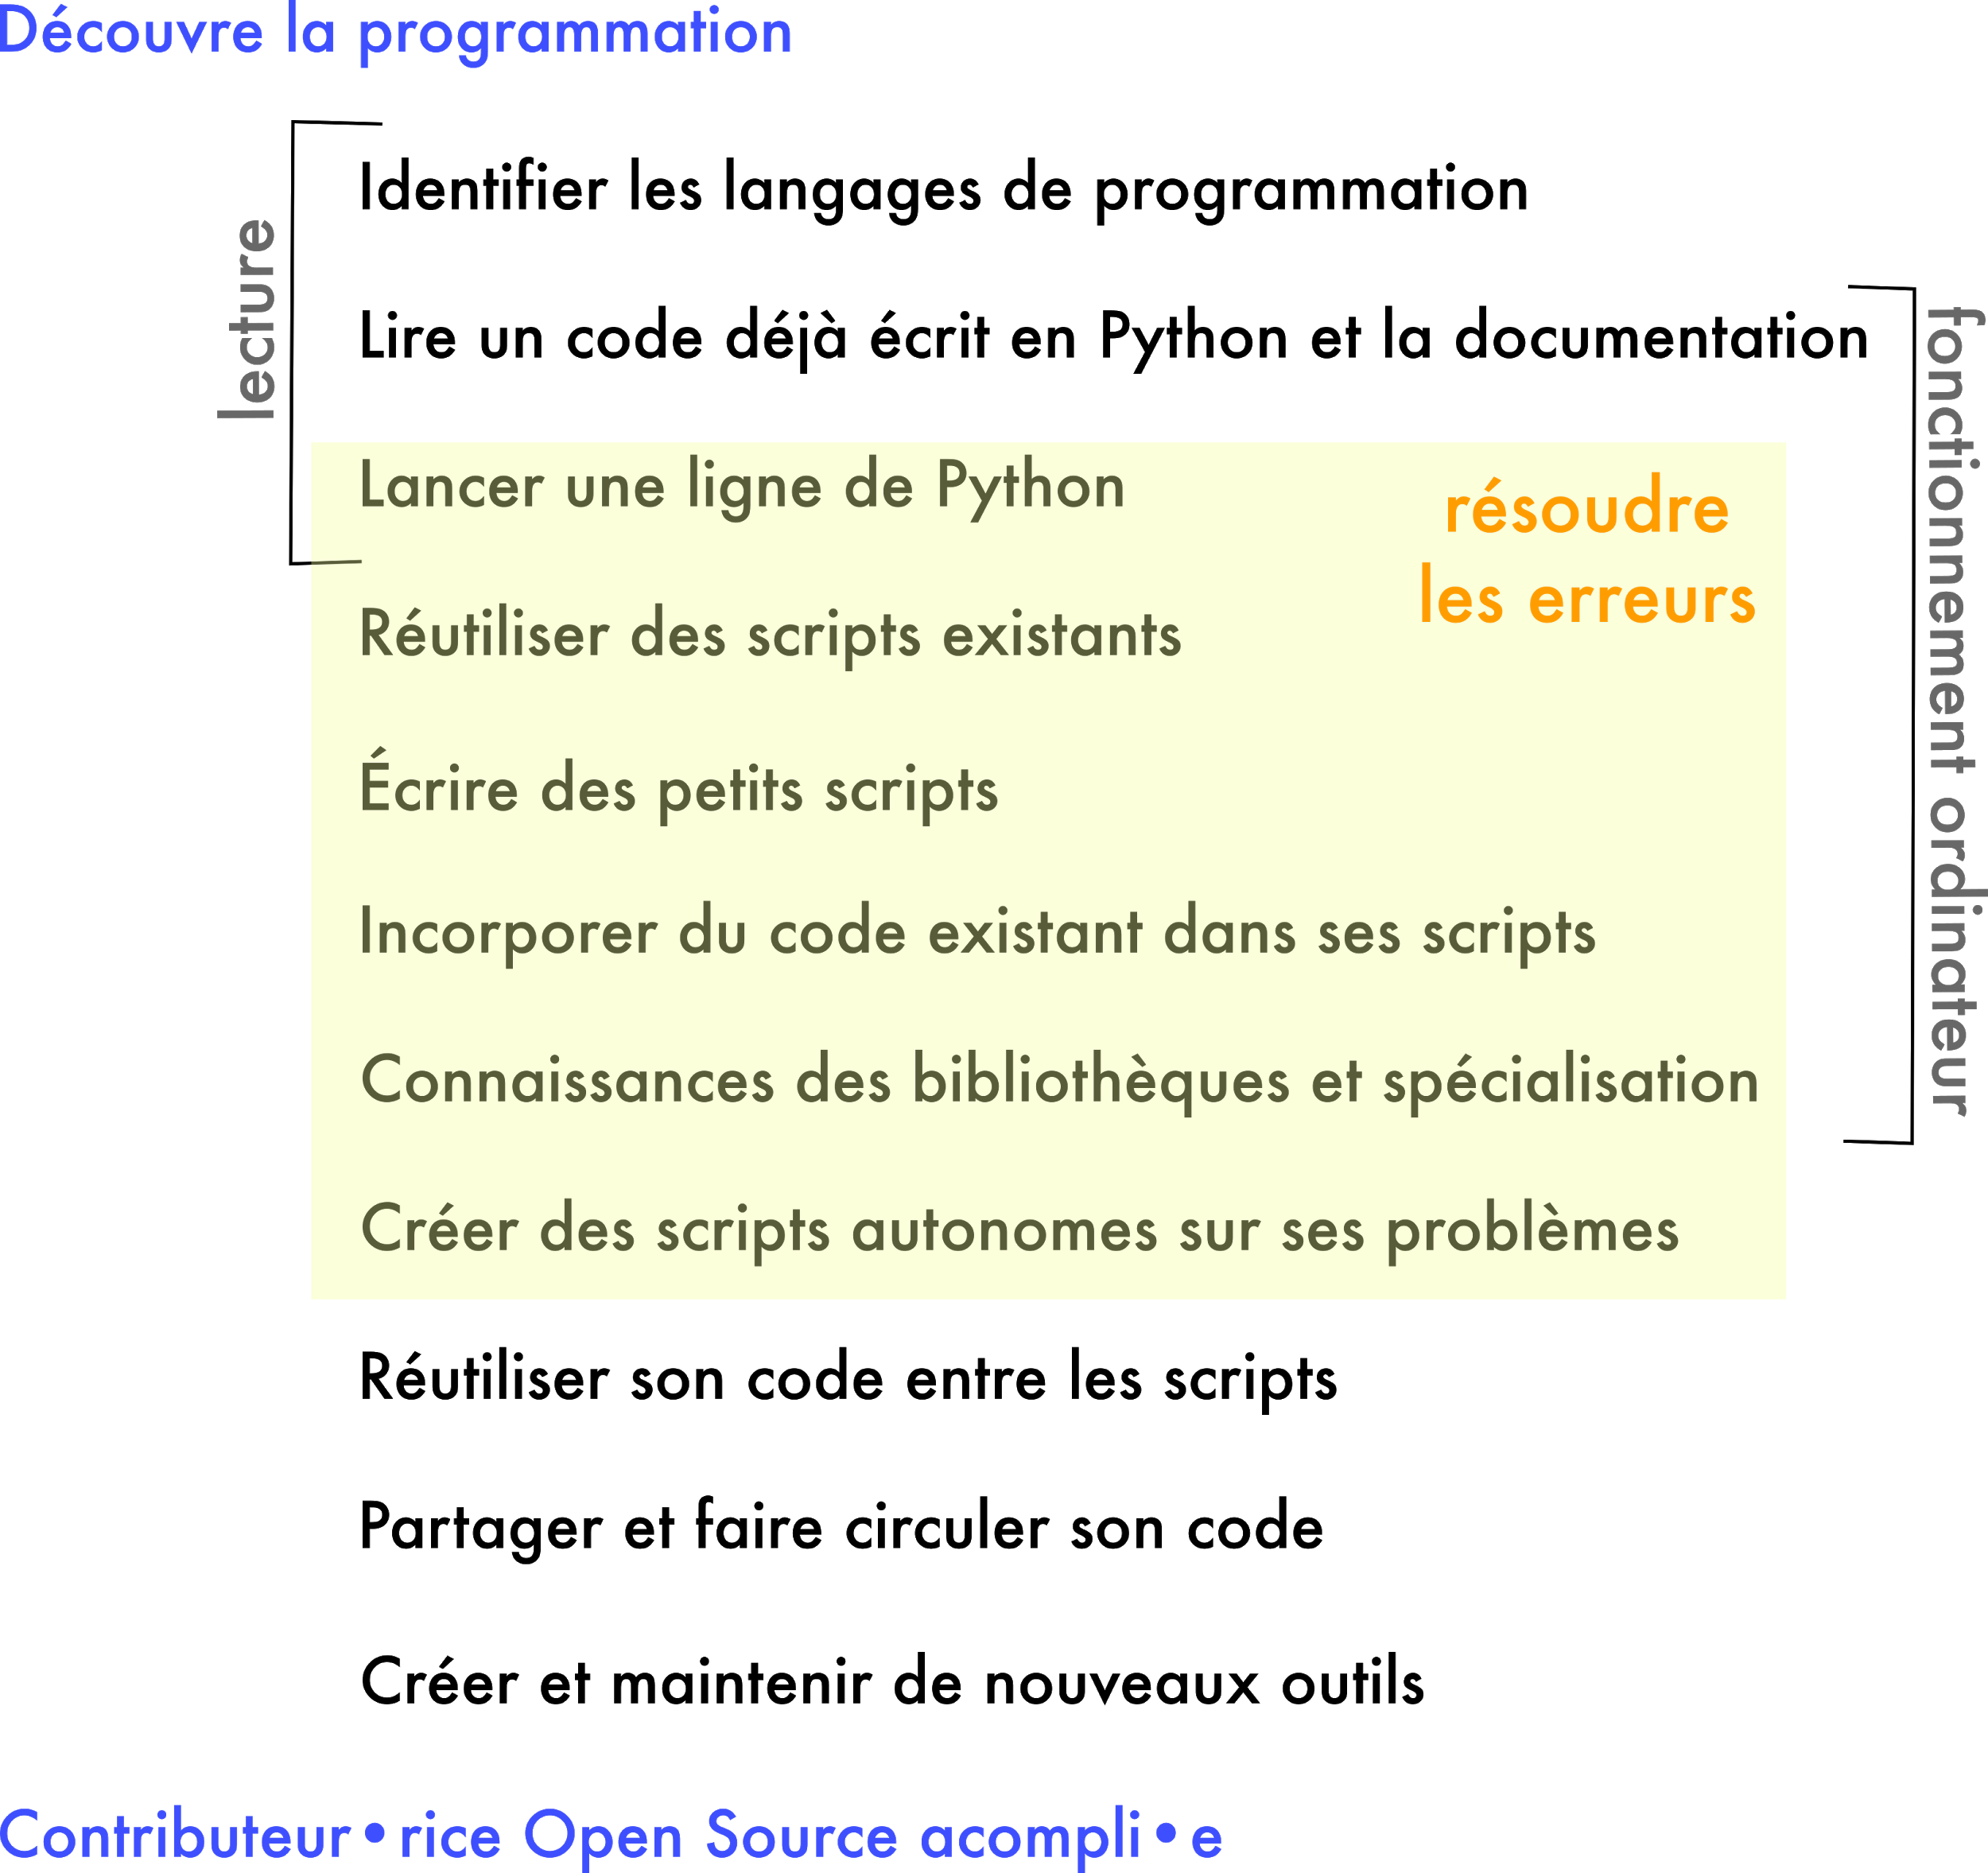 Découvre la programmation
Identifier les langages de programmation
lecture
Lire un code déjà écrit en Python et la documentation
Lancer une ligne de Python
résoudre
les erreurs
Réutiliser des scripts existants
fonctionnement ordinateur
Écrire des petits scripts
Incorporer du code existant dans ses scripts
Connaissances des bibliothèques et spécialisation
Créer des scripts autonomes sur ses problèmes
Réutiliser son code entre les scripts
Partager et faire circuler son code
Créer et maintenir de nouveaux outils
Contributeur•rice Open Source acompli•e